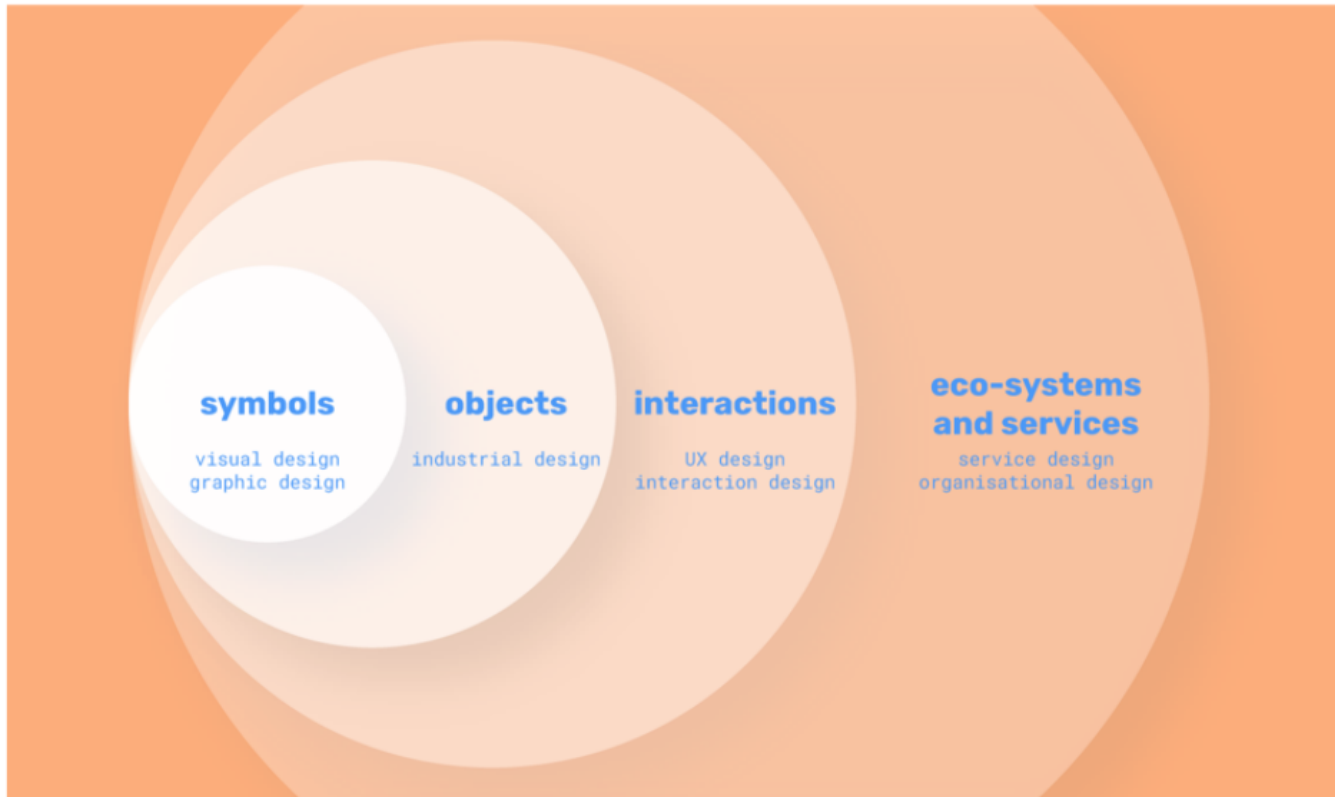 symbols
visual design
graphic design
objects
industrial design
interactions
UX design
interaction design
eco-systems
and services
service design
organisational design